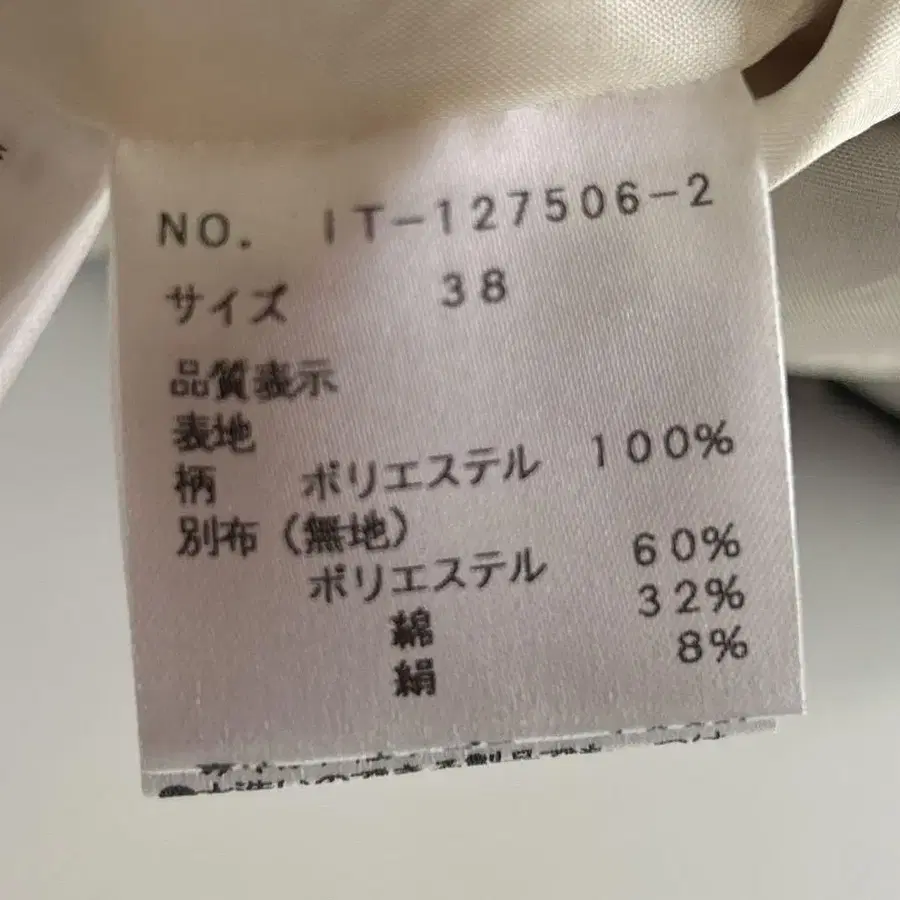 NO. IT-127506-2
サイズ 38
品質表示
表地
柄 ポリエステル 100%
別布(無地)
ポリエステル 60%
綿 32%
絹 8%